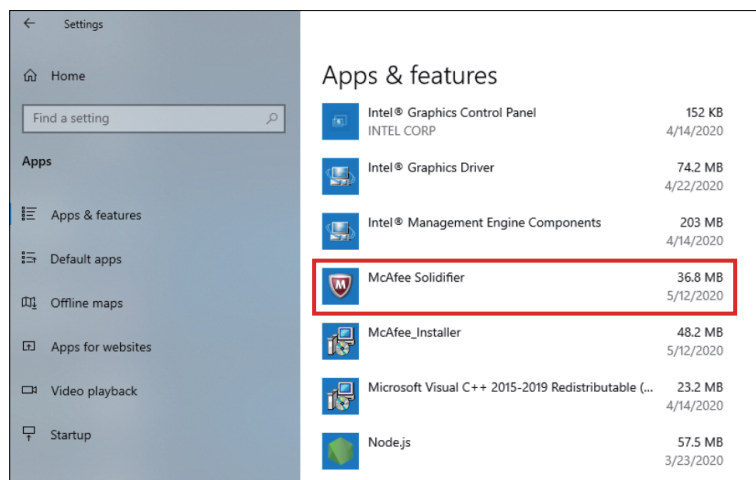 Settings
Home
Find a setting
Apps
Apps & features
Default apps
Offline maps
Apps for websites
Video playback
Startup
Apps & features
Intel® Graphics Control Panel 152 KB
INTEL CORP 4/14/2020
Intel® Graphics Driver 74.2 MB
4/22/2020
Intel® Management Engine Components 203 MB
4/14/2020
McAfee Solidifier 36.8 MB
5/12/2020
McAfee_Installer 48.2 MB
5/12/2020
Microsoft Visual C++ 2015-2019 Redistributable (... 23.2 MB
4/14/2020
Node.js 57.5 MB
3/23/2020